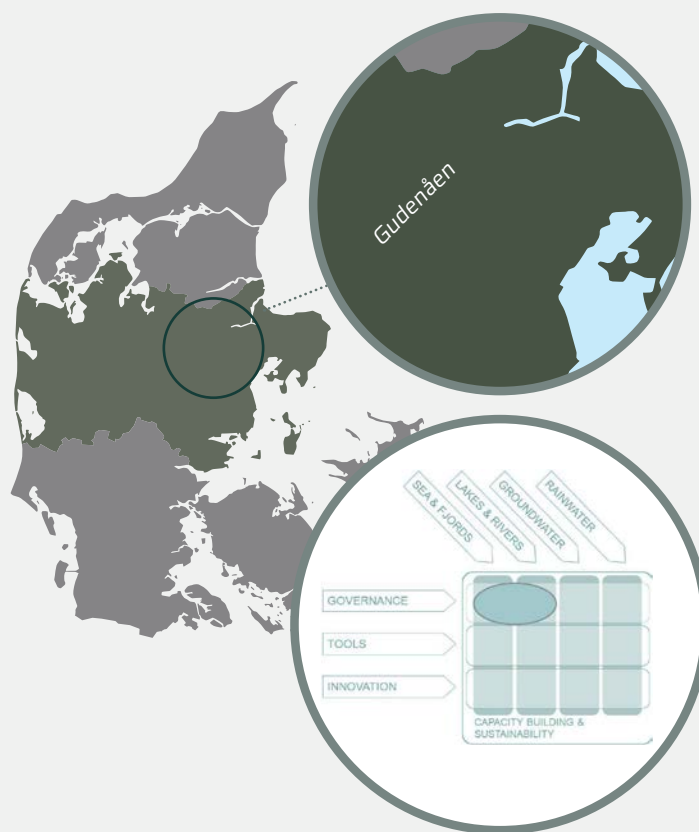 Gudenåen
SEA & FJORDS
LAKES & RIVERS
GROUNDWATER
RAINWATER
GOVERNANCE
TOOLS
INNOVATION
CAPACITY BUILDING &
SUSTAINABILITY